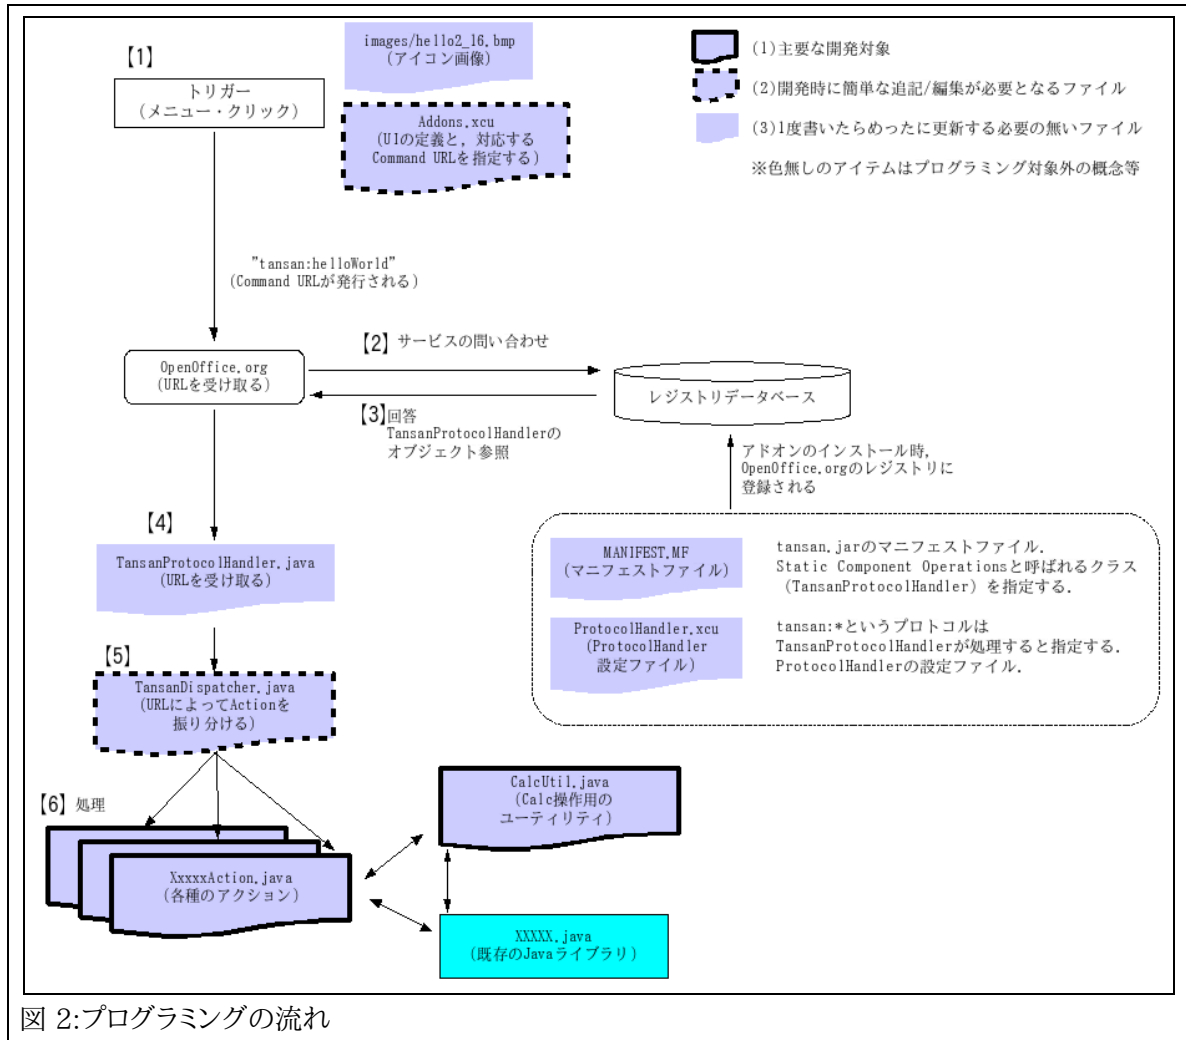 【1】
トリガー
(メニュー・クリック)
images/hello2_16.bmp
(アイコン画像)
Addons.xcu
(UIの定義と, 対応する
Command URLを指定する)
(1)主要な開発対象
(2)開発時に簡単な追記/編集が必要となるファイル
(3)1度書いたらめったに更新する必要の無いファイル
※色無しのアイテムはプログラミング対象外の概念等
"tansan:helloWorld"
(Command URLが発行される)
OpenOffice.org
(URLを受け取る)
【2】サービスの問い合わせ
レジストリデータベース
【3】回答
TansanProtocolHandlerの
オブジェクト参照
アドオンのインストール時,
OpenOffice.orgのレジストリに
登録される
【4】
TansanProtocolHandler.java
(URLを受け取る)
MANIFEST.MF
(マニフェストファイル)
tansan.jarのマニフェストファイル.
Static Component Operationsと呼ばれるクラス
(TansanProtocolHandler)を指定する.
ProtocolHandler.xcu
(ProtocolHandler
設定ファイル)
tansan:*というプロトコルは
TansanProtocolHandlerが処理すると指定する.
ProtocolHandlerの設定ファイル.
【5】
TansanDispatcher.java
(URLによってActionを
振り分ける)
【6】処理
XxxxxAction.java
(各種のアクション)
CalcUtil.java
(Calc操作用の
ユーティリティ)
XXXXX.java
(既存のJavaライブラリ)
図 2:プログラミングの流れ